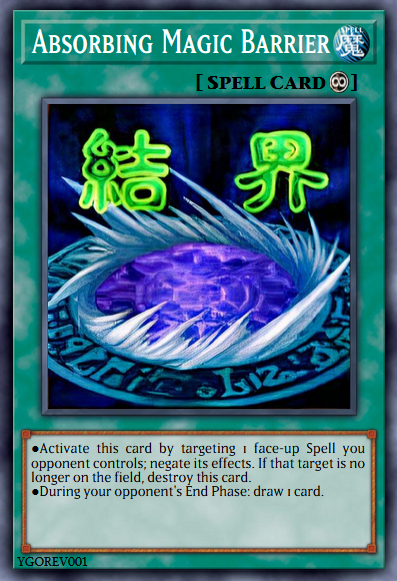 ABSORBING MAGIC BARRIER
SPELL
魔
[ SPELL CARD ]
結界
●Activate this card by targeting 1 face-up Spell you
opponent controls; negate its effects. If that target is no
longer on the field, destroy this card.
●During your opponent's End Phase: draw 1 card.
YGOREV001